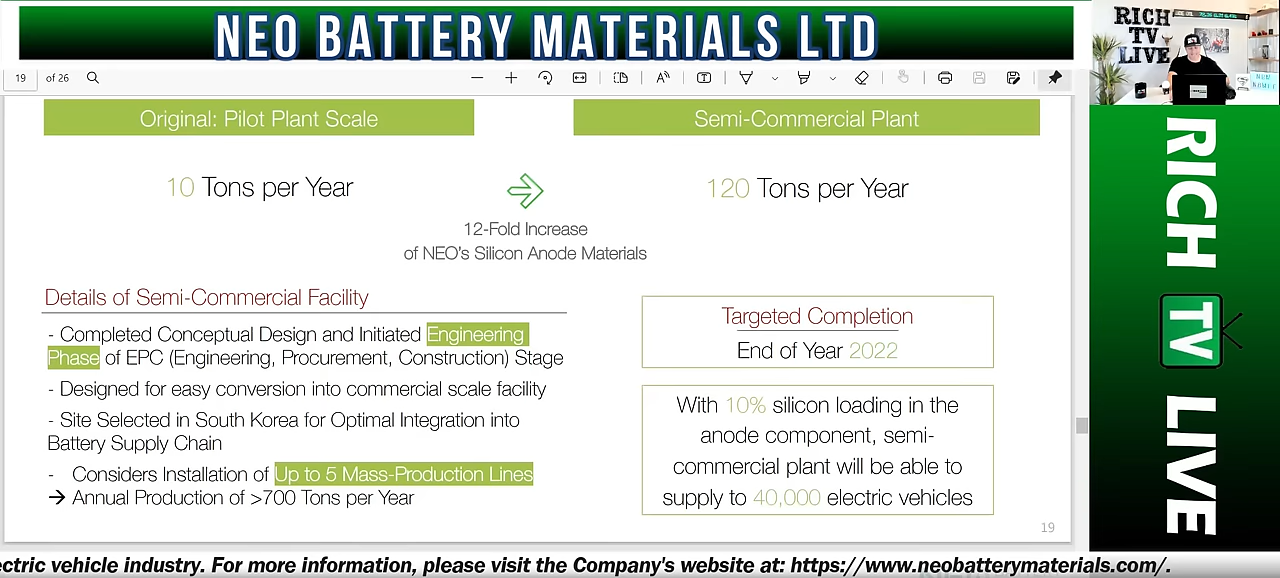 NEO BATTERY MATERIALS LTD
RICH
TV
LIVE
19 of 26
Original: Pilot Plant Scale
Semi-Commercial Plant
10 Tons per Year
120 Tons per Year
12-Fold Increase
of NEO's Silicon Anode Materials
Details of Semi-Commercial Facility
- Completed Conceptual Design and Initiated Engineering
Phase of EPC (Engineering, Procurement, Construction) Stage
- Designed for easy conversion into commercial scale facility
- Site Selected in South Korea for Optimal Integration into
Battery Supply Chain
- Considers Installation of Up to 5 Mass-Production Lines
→ Annual Production of >700 Tons per Year
Targeted Completion
End of Year 2022
With 10% silicon loading in the
anode component, semi-
commercial plant will be able to
supply to 40,000 electric vehicles
19
RICH TV LIVE
ectric vehicle industry. For more information, please visit the Company's website at: https://www.neobatterymaterials.com/.